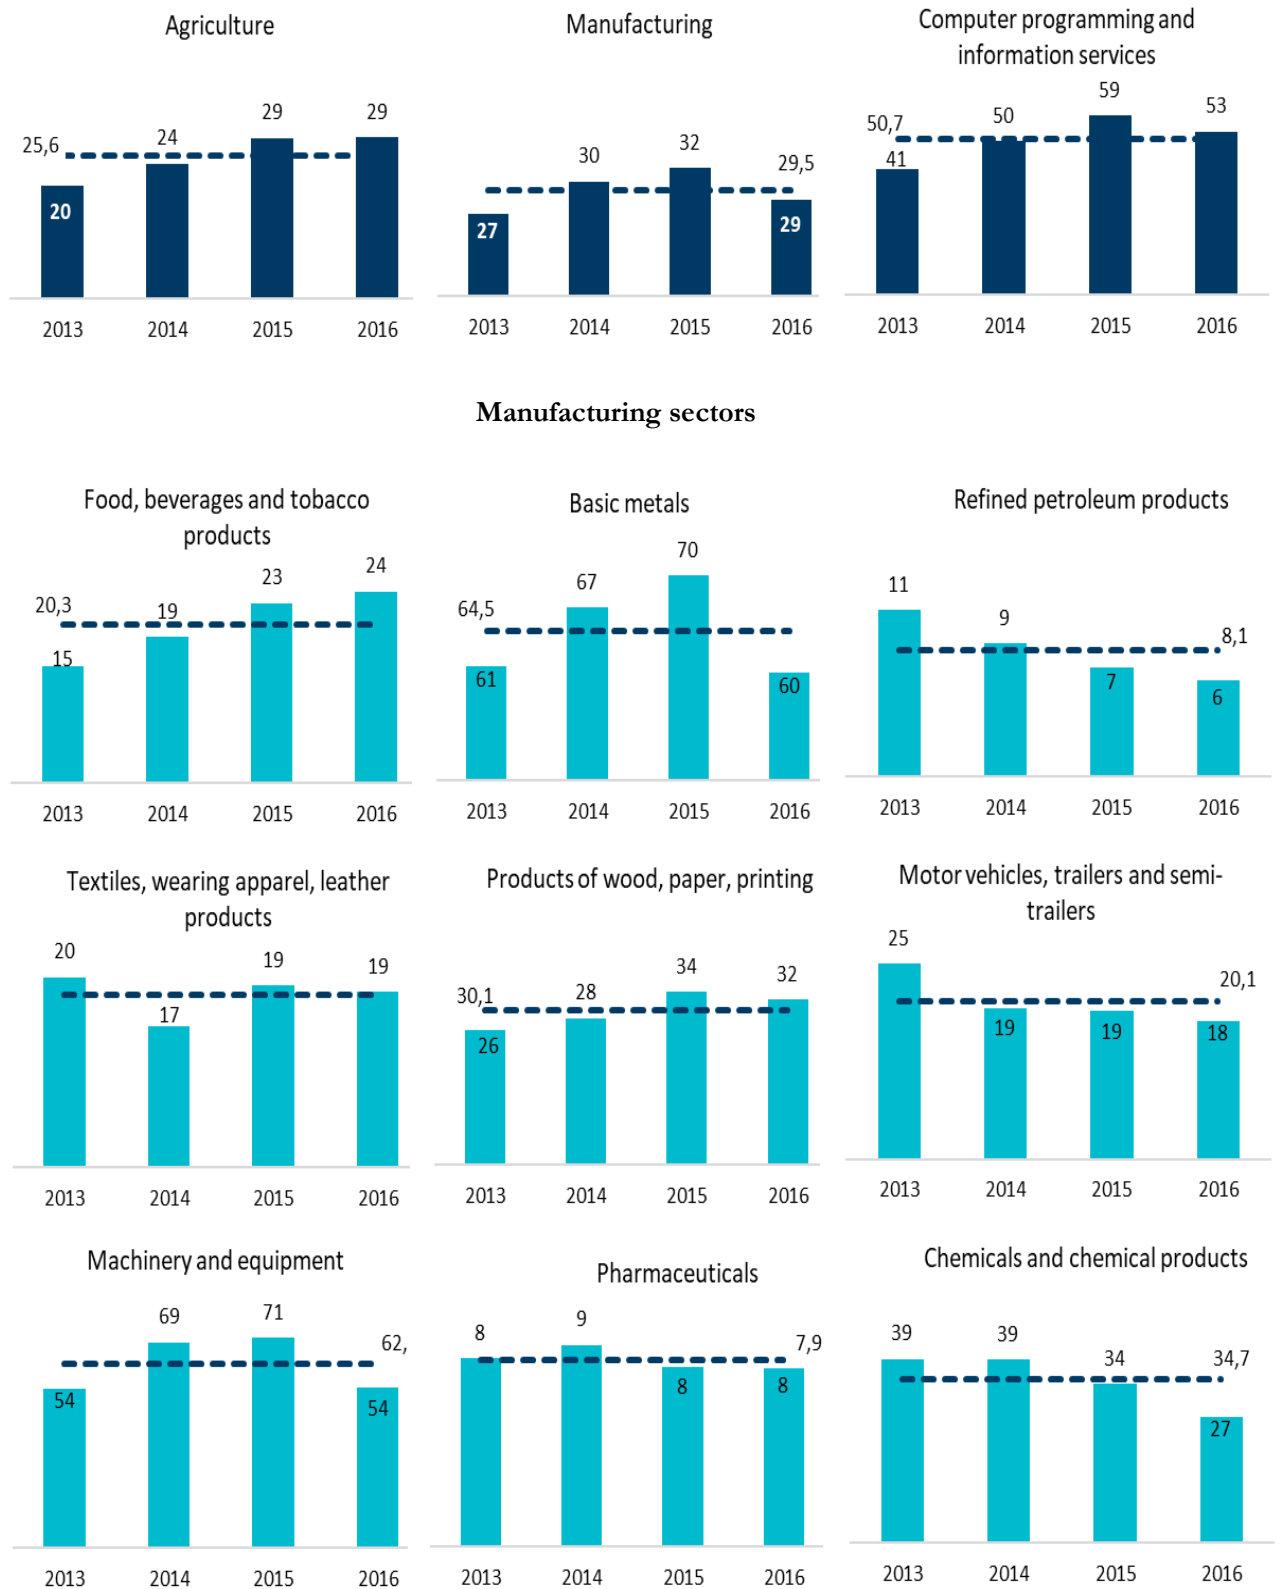 Agriculture
25,6
20
24
29
29
2013 2014 2015 2016
Manufacturing
27
30
32
29,5
29
2013 2014 2015 2016
Computer programming and
information services
50,7
41
50
59
53
2013 2014 2015 2016
Manufacturing sectors
Food, beverages and tobacco
products
20,3
15
19
23
24
2013 2014 2015 2016
Basic metals
64,5
61
67
70
60
2013 2014 2015 2016
Refined petroleum products
11
9
7
8,1
6
2013 2014 2015 2016
Textiles, wearing apparel, leather
products
20
17
19
19
2013 2014 2015 2016
Products of wood, paper, printing
30,1
26
28
34
32
2013 2014 2015 2016
Motor vehicles, trailers and semi-
trailers
25
19
19
20,1
18
2013 2014 2015 2016
Machinery and equipment
54
69
71
62,
54
2013 2014 2015 2016
Pharmaceuticals
8
9
8
7,9
8
2013 2014 2015 2016
Chemicals and chemical products
39
39
34
34,7
27
2013 2014 2015 2016